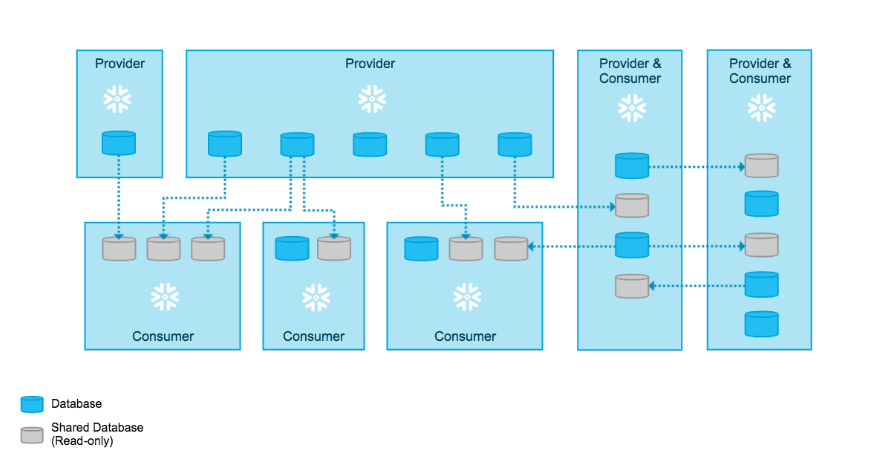 Provider
Provider
Provider &
Consumer
Provider &
Consumer
Consumer
Consumer
Consumer
Database
Shared Database
(Read-only)